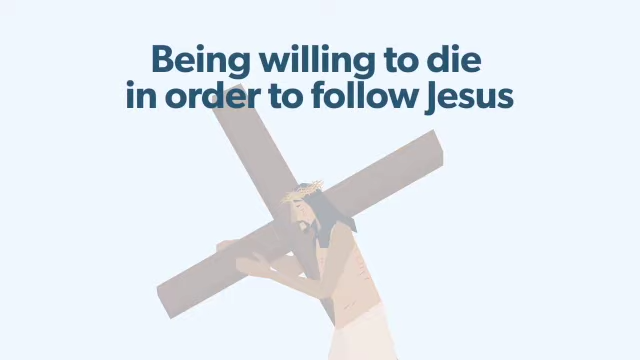 Being willing to die
in order to follow Jesus